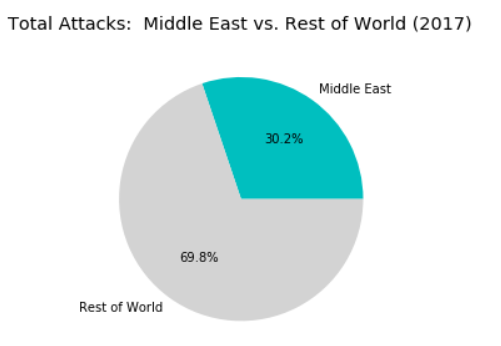 Total Attacks:  Middle East vs. Rest of World (2017)
Middle East
30.2%
69.8%
Rest of World